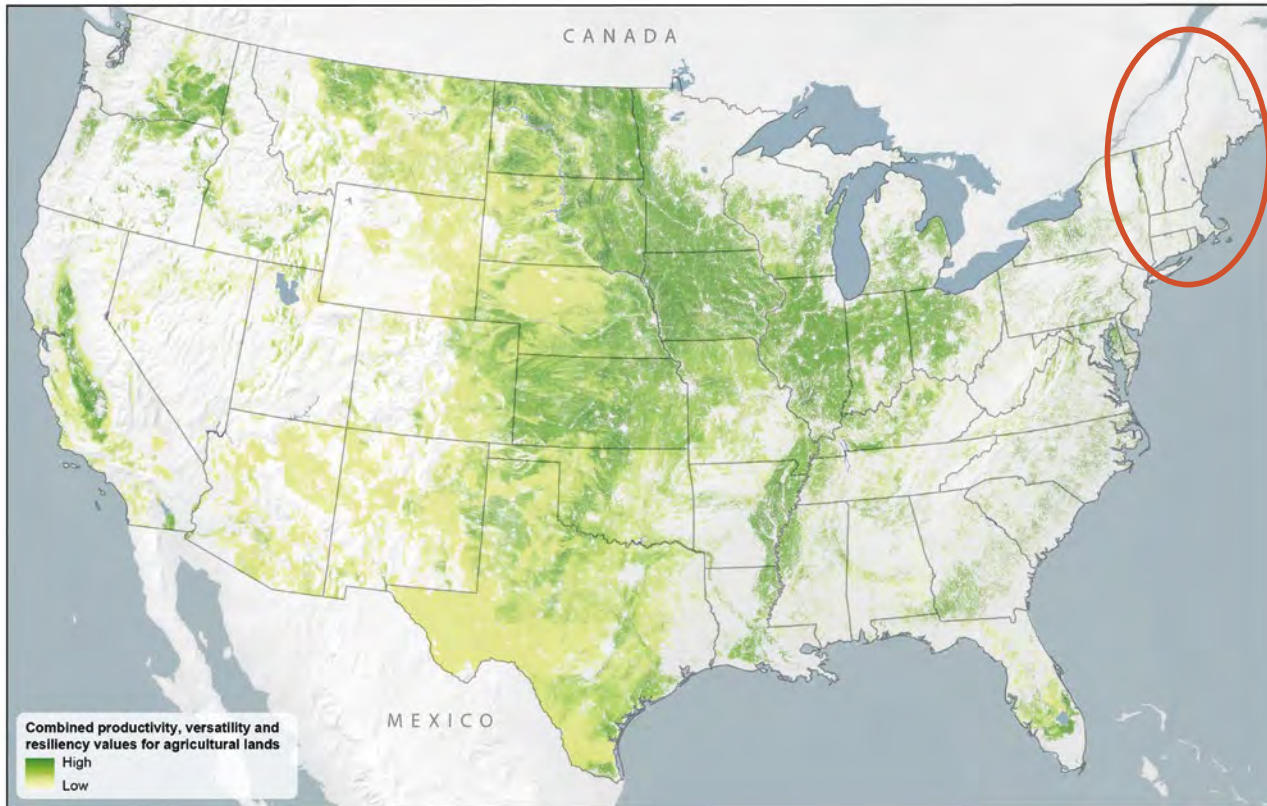 CANADA
MEXICO
Combined productivity, versatility and
resiliency values for agricultural lands
High
Low